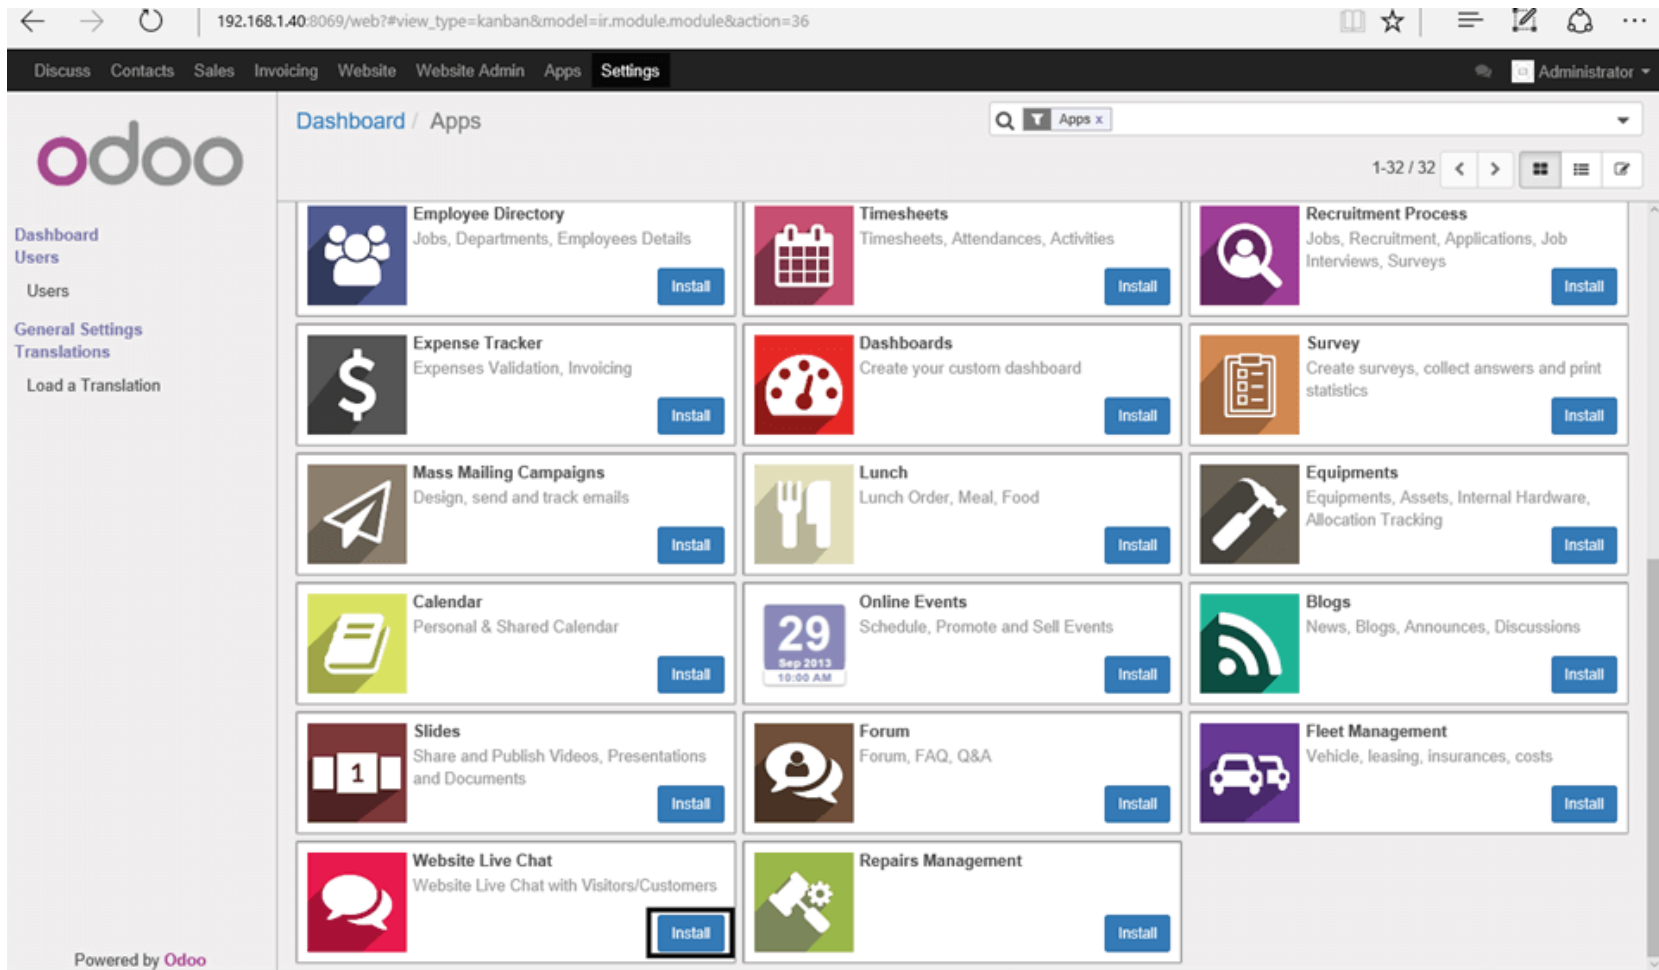 192.168.1.40:8069/web?#view_type=kanban&model=ir.module.module&action=36
Discuss Contacts Sales Invoicing Website Website Admin Apps Settings Administrator
odoo
Dashboard / Apps
Apps x
1-32 / 32
Dashboard
Users
Users
General Settings
Translations
Load a Translation
Powered by Odoo
Employee Directory
Jobs, Departments, Employees Details
Install
Timesheets
Timesheets, Attendances, Activities
Install
Recruitment Process
Jobs, Recruitment, Applications, Job
Interviews, Surveys
Install
Expense Tracker
Expenses Validation, Invoicing
Install
Dashboards
Create your custom dashboard
Install
Survey
Create surveys, collect answers and print
statistics
Install
Mass Mailing Campaigns
Design, send and track emails
Install
Lunch
Lunch Order, Meal, Food
Install
Equipments
Equipments, Assets, Internal Hardware,
Allocation Tracking
Install
Calendar
Personal & Shared Calendar
Install
29
Sep 2013
10:00 AM
Online Events
Schedule, Promote and Sell Events
Install
Blogs
News, Blogs, Announces, Discussions
Install
1
Slides
Share and Publish Videos, Presentations
and Documents
Install
Forum
Forum, FAQ, Q&A
Install
Fleet Management
Vehicle, leasing, insurances, costs
Install
Website Live Chat
Website Live Chat with Visitors/Customers
Install
Repairs Management
Install